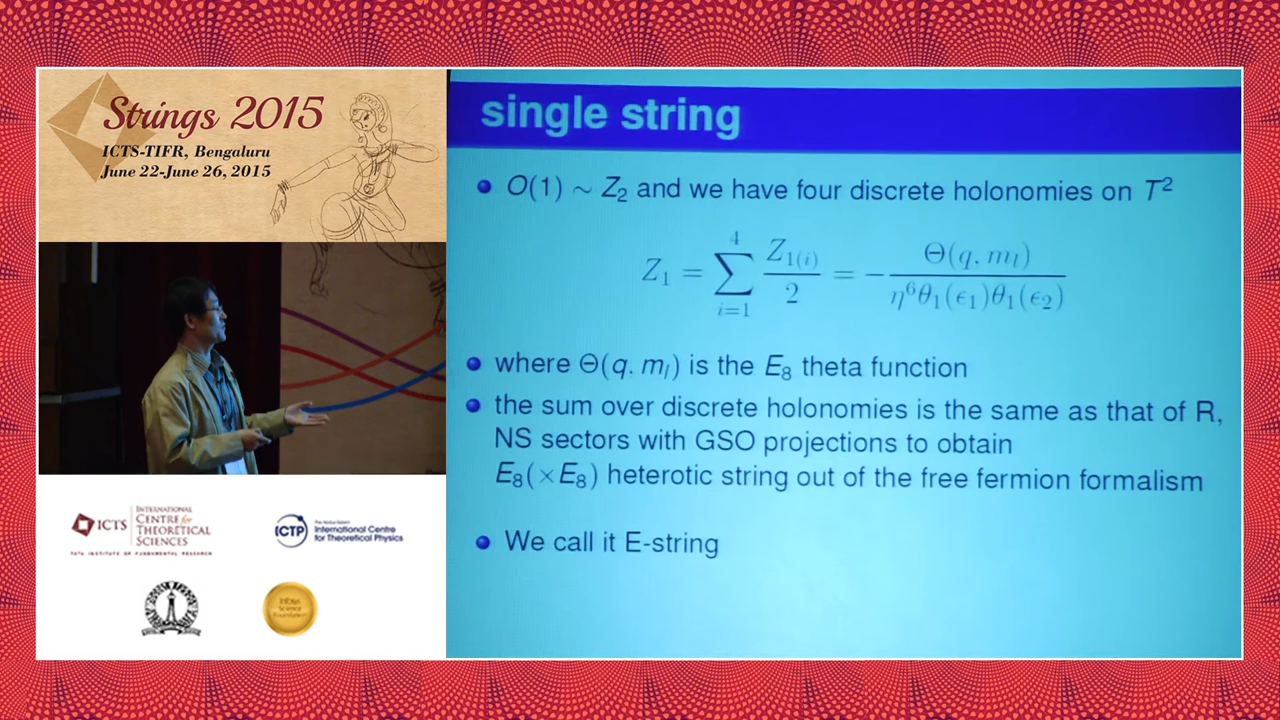 Strings 2015
ICTS-TIFR, Bengaluru
June 22-June 26, 2015
single string
• O(1) ∼ Z₂ and we have four discrete holonomies on T²
Z₁ = ∑_{i=1}^{4} Z_{1(i)}/2 = − Θ(q, m_l)/(η⁶θ₁(ϵ₁)θ₁(ϵ₂))
• where Θ(q, m_l) is the E₈ theta function
• the sum over discrete holonomies is the same as that of R,
NS sectors with GSO projections to obtain
E₈(×E₈) heterotic string out of the free fermion formalism
• We call it E-string
ICTS
INTERNATIONAL
CENTRE for
THEORETICAL
SCIENCES
TATA INSTITUTE OF FUNDAMENTAL RESEARCH
ICTP
International Centre
for Theoretical Physics
Infosys
Science
Foundation